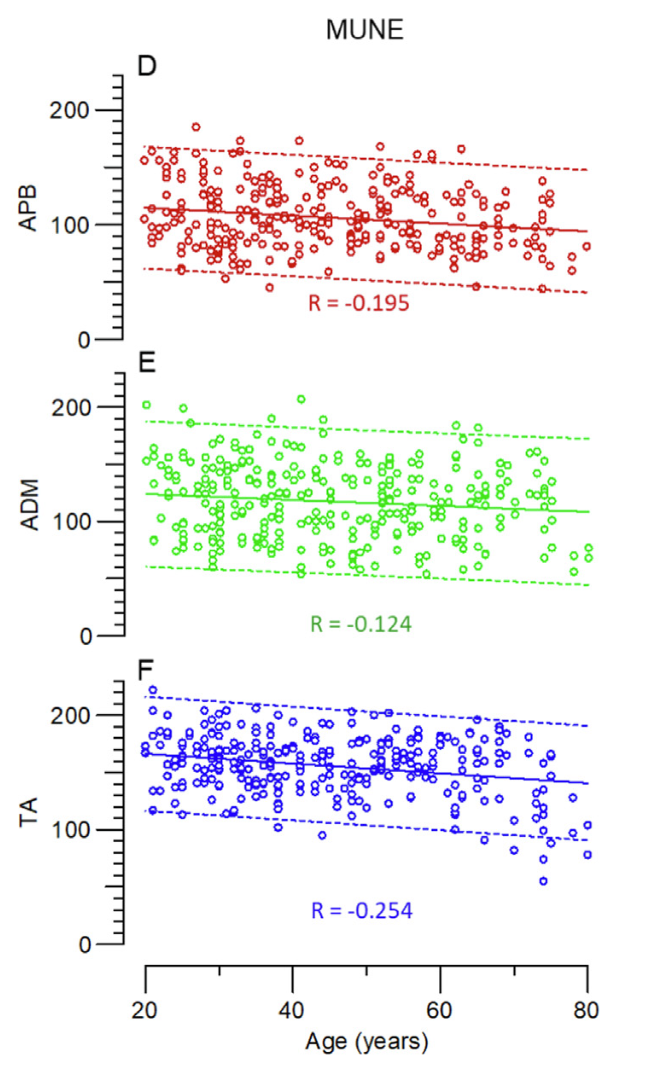 MUNE
D
200
100
0
APB
R = -0.195
E
200
100
0
ADM
R = -0.124
F
200
100
0
TA
R = -0.254
20 40 60 80
Age (years)